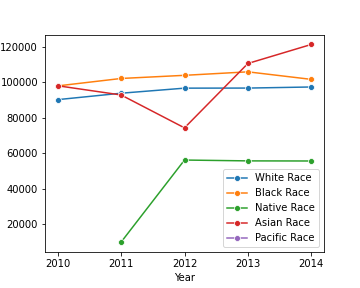 120000
100000
80000
60000
40000
20000
White Race
Black Race
Native Race
Asian Race
Pacific Race
2010 2011 2012 2013 2014
Year